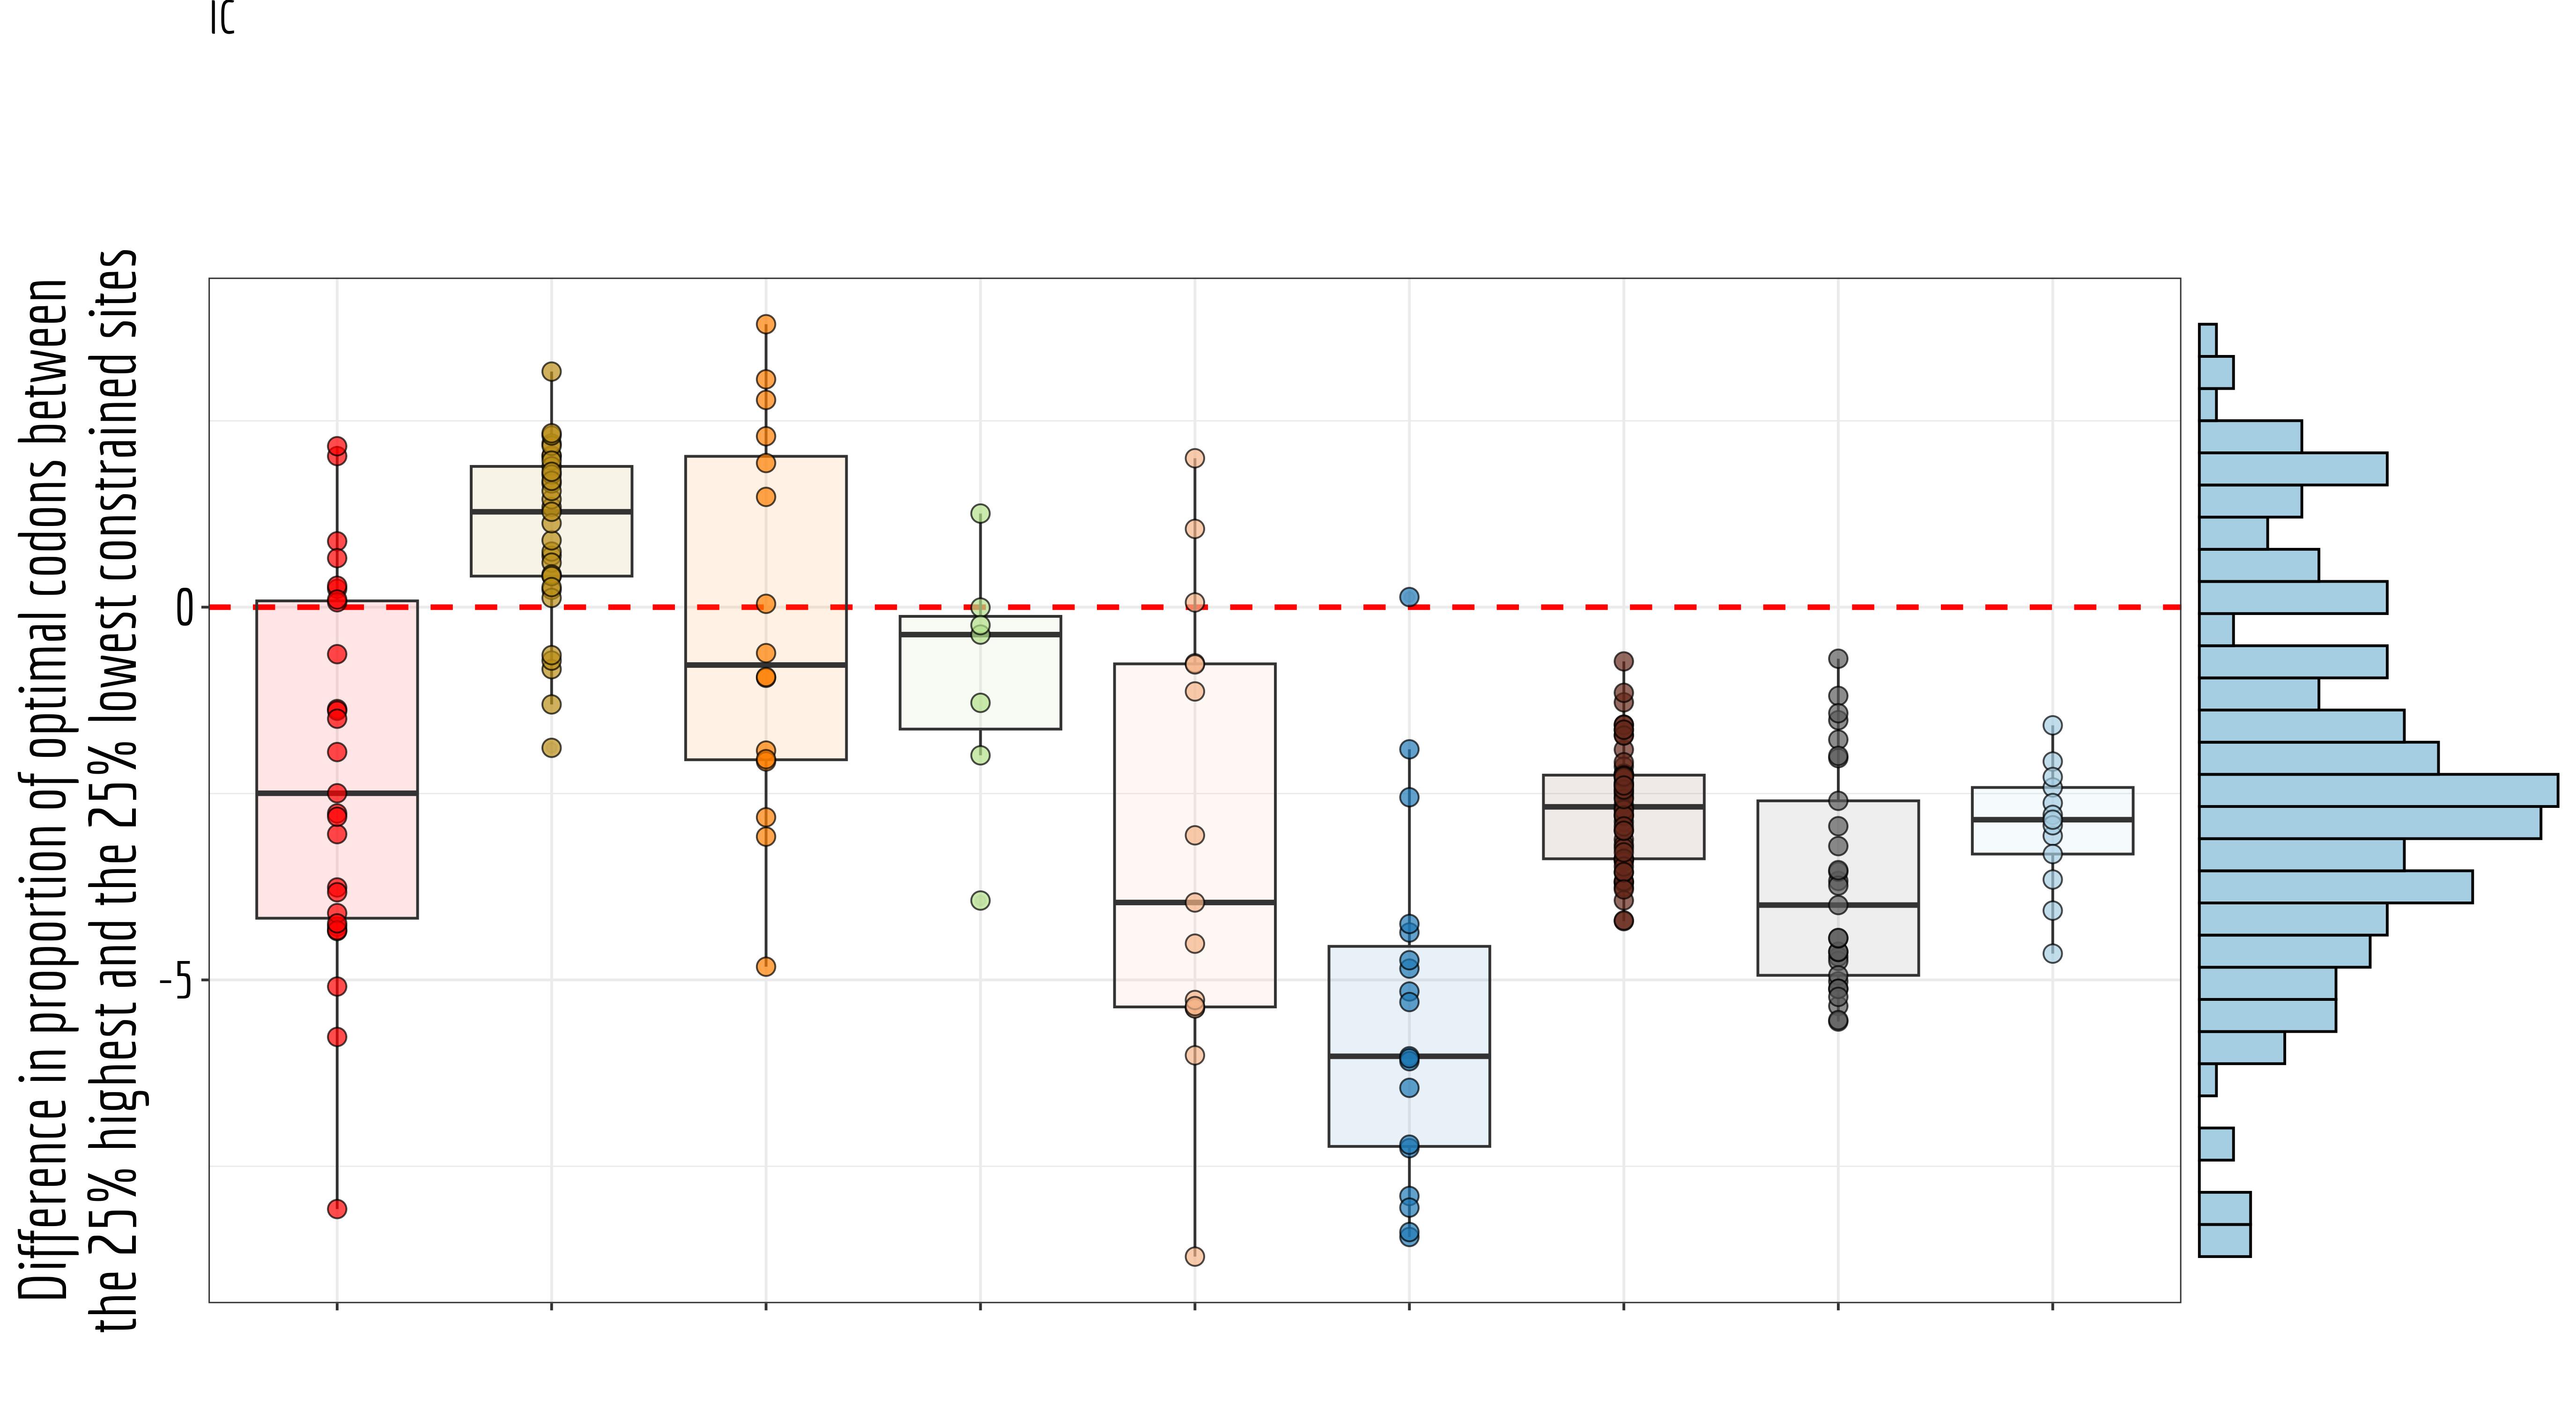 IC
Difference in proportion of optimal codons between
the 25% highest and the 25% lowest constrained sites
0
-5